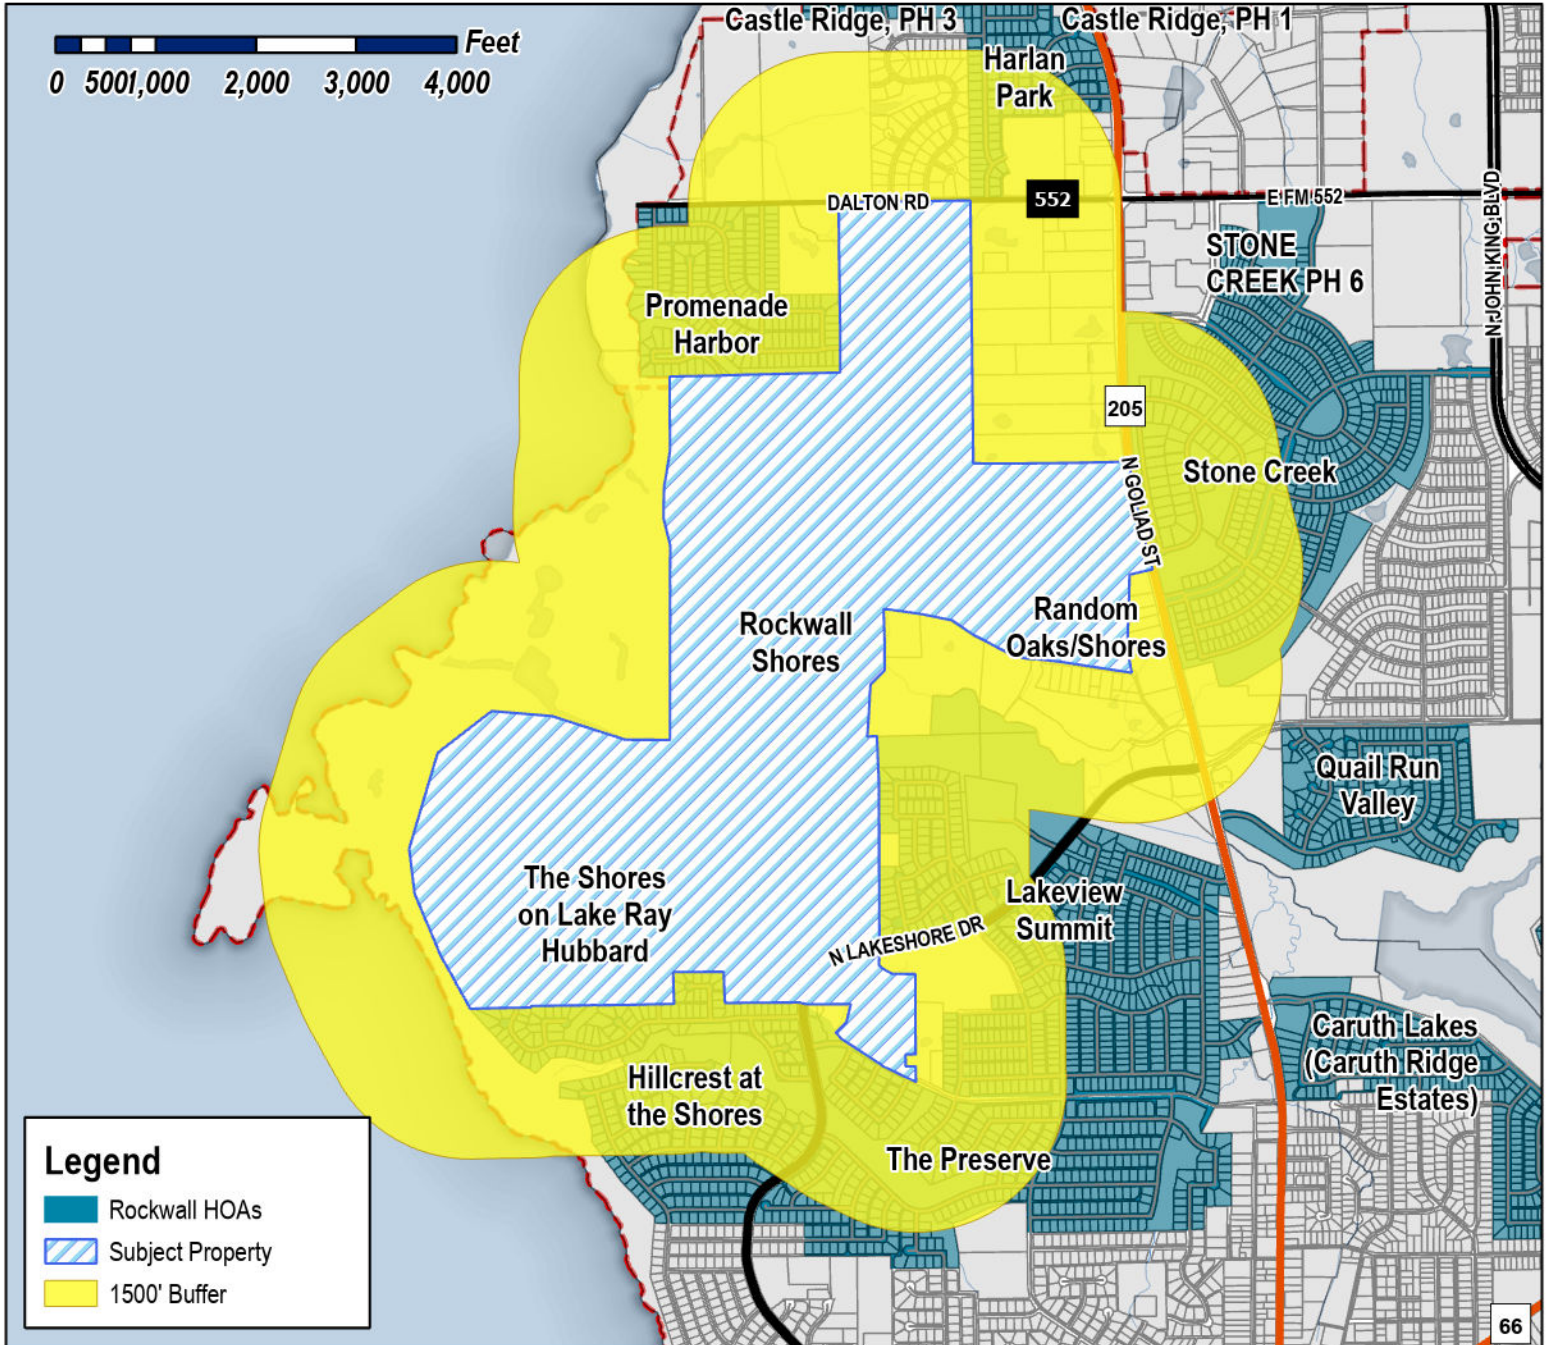 Castle Ridge, PH 3
Castle Ridge, PH 1
Feet
0 500 1,000 2,000 3,000 4,000
Harlan
Park
DALTON RD
552
E FM 552
N JOHN KING BLVD
STONE
CREEK PH 6
Promenade
Harbor
205
N GOLIAD ST
Stone Creek
Rockwall
Shores
Random
Oaks/Shores
Quail Run
Valley
The Shores
on Lake Ray
Hubbard
Lakeview
Summit
N LAKESHORE DR
Caruth Lakes
(Caruth Ridge
Estates)
Hillcrest at
the Shores
The Preserve
Legend
Rockwall HOAs
Subject Property
1500' Buffer
66